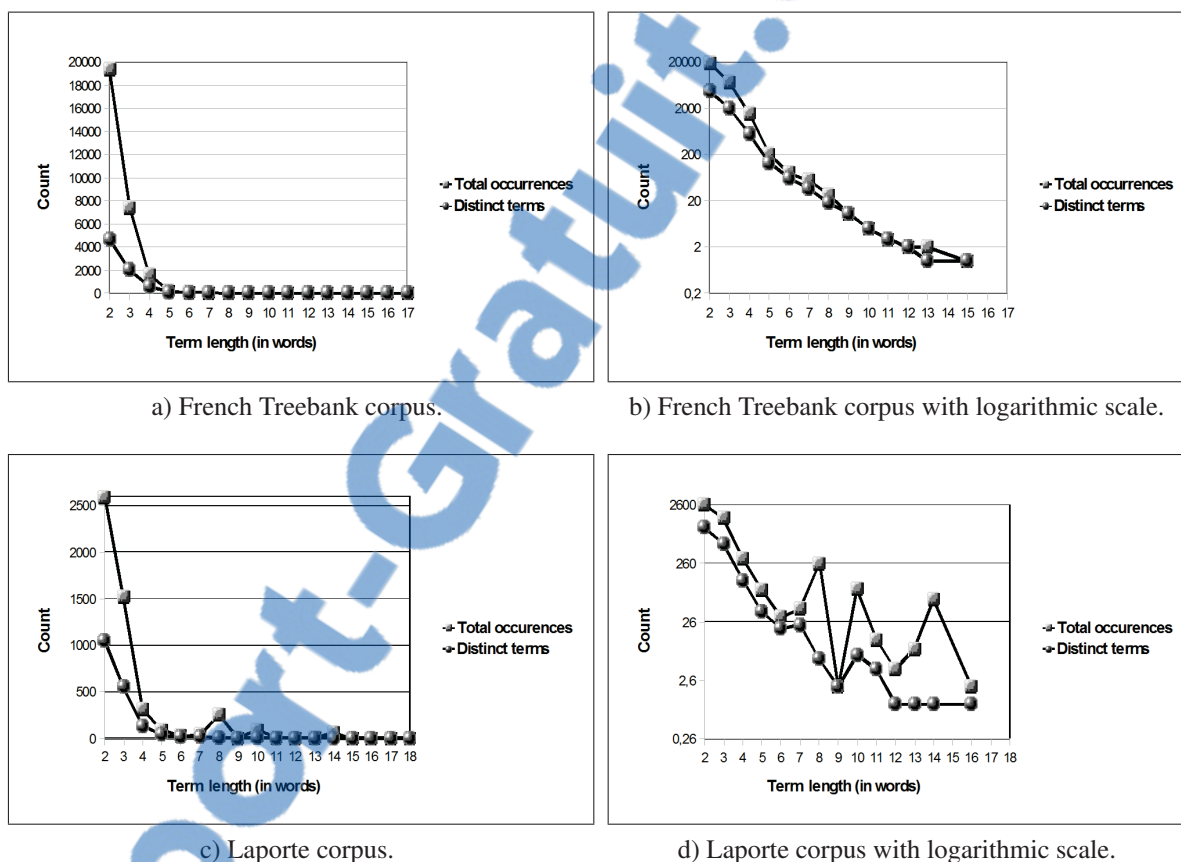 20000
18000
16000
14000
12000
10000
8000
6000
4000
2000
0
Count
2 3 4 5 6 7 8 9 10 11 12 13 14 15 16 17
Term length (in words)
Total occurrences
Distinct terms
a) French Treebank corpus.
20000
2000
200
20
2
0,2
Count
2 3 4 5 6 7 8 9 10 11 12 13 14 15 16 17
Term length (in words)
Total occurrences
Distinct terms
b) French Treebank corpus with logarithmic scale.
2500
2000
1500
1000
500
0
Count
2 3 4 5 6 7 8 9 10 11 12 13 14 15 16 17 18
Term length (in words)
Total occurences
Distinct terms
c) Laporte corpus.
2600
260
26
2,6
0,26
Count
2 3 4 5 6 7 8 9 10 11 12 13 14 15 16 17 18
Term length (in words)
Total occurences
Distinct terms
d) Laporte corpus with logarithmic scale.
port-Gratuit.